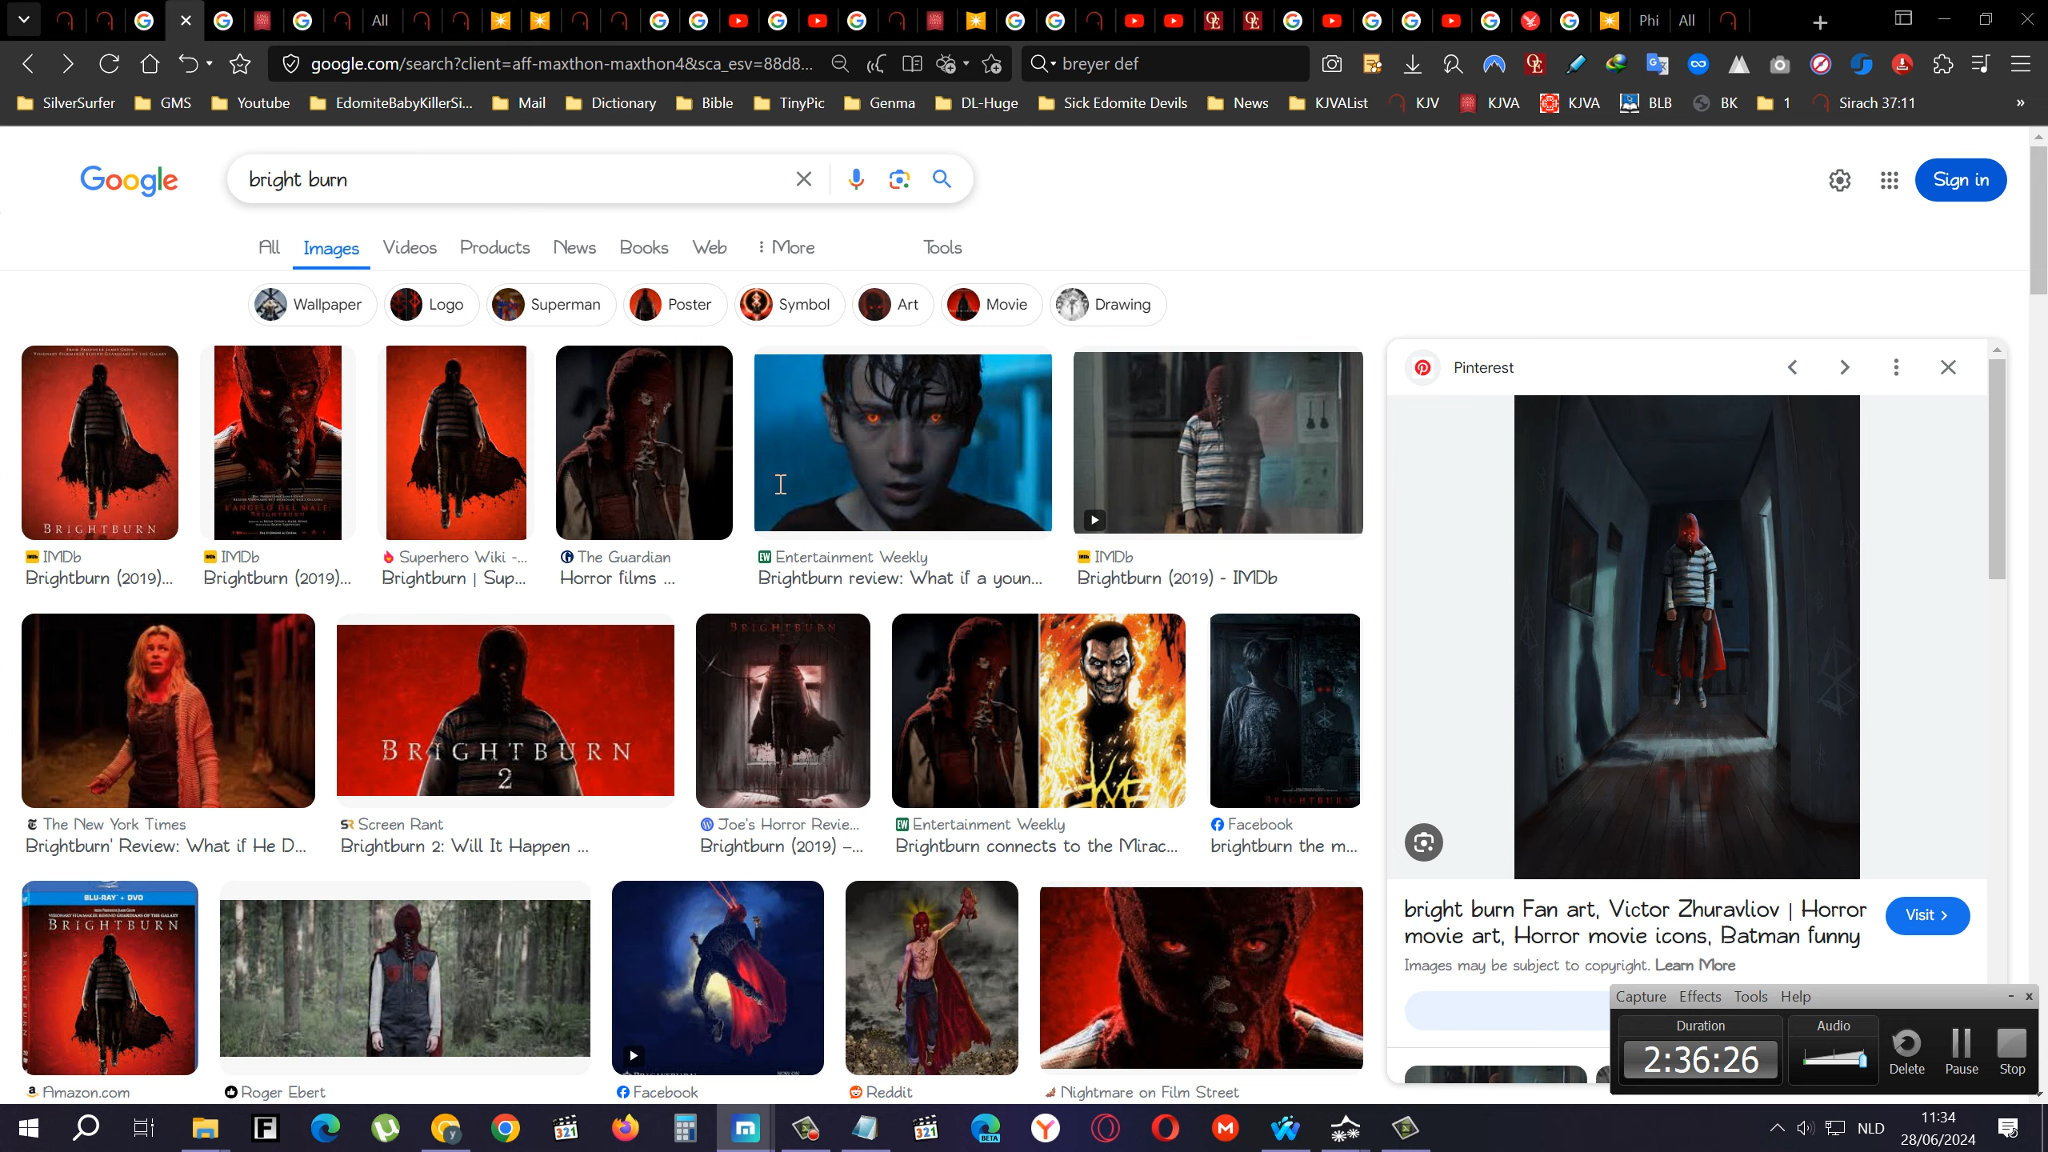 All
Phi
All
google.com/search?client=aff-maxthon-maxthon4&sca_esv=88d8...
breyer def
SilverSurfer
GMS
Youtube
EdomiteBabyKillerSi...
Mail
Dictionary
Bible
TinyPic
Genma
DL-Huge
Sick Edomite Devils
News
KJVAList
KJV
KJVA
KJVA
BLB
BK
1
Sirach 37:11
»
Google
bright burn
Sign in
All
Images
Videos
Products
News
Books
Web
More
Tools
Wallpaper
Logo
Superman
Poster
Symbol
Art
Movie
Drawing
BRIGHTBURN
IMDb
Brightburn (2019)...
IMDb
Brightburn (2019)...
Superhero Wiki -...
Brightburn | Sup...
The Guardian
Horror films ...
Entertainment Weekly
Brightburn review: What if a youn...
IMDb
Brightburn (2019) - IMDb
Pinterest
BRIGHTBURN
2
BRIGHTBURN
The New York Times
Brightburn' Review: What if He D...
Screen Rant
Brightburn 2: Will It Happen ...
Joe's Horror Revie...
Brightburn (2019) –...
Entertainment Weekly
Brightburn connects to the Mirac...
Facebook
brightburn the m...
BLU-RAY + DVD
BRIGHTBURN
Amazon.com
Roger Ebert
Facebook
Reddit
Nightmare on Film Street
bright burn Fan art, Victor Zhuravliov | Horror
movie art, Horror movie icons, Batman funny
Visit
Images may be subject to copyright. Learn More
Capture Effects Tools Help
Duration
2:36:26
Audio
Delete
Pause
Stop
BETA
NLD
11:34
28/06/2024